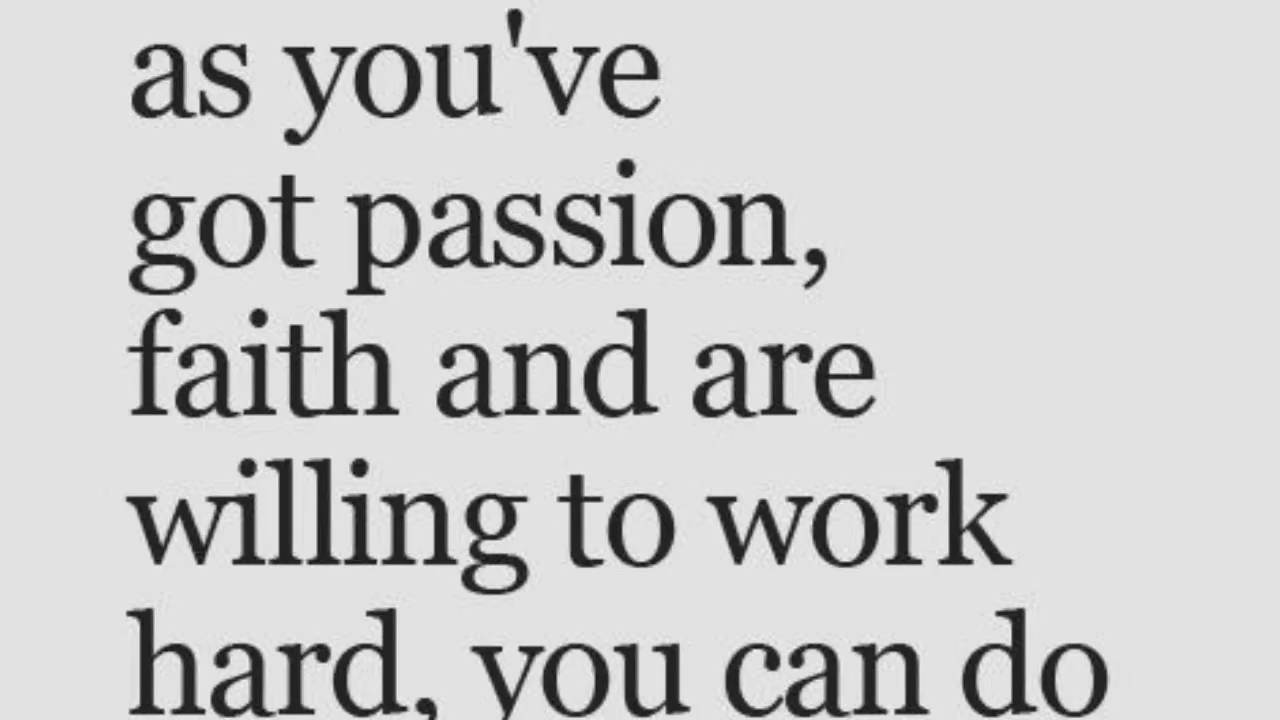 as you've
got passion,
faith and are
willing to work
hard, you can do